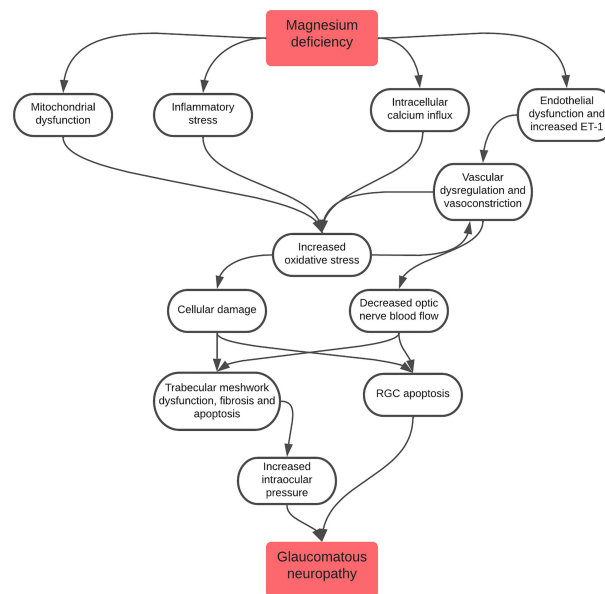 Magnesium
deficiency
Mitochondrial
dysfunction
Inflammatory
stress
Intracellular
calcium influx
Endothelial
dysfunction and
increased ET-1
Vascular
dysregulation and
vasoconstriction
Increased
oxidative stress
Cellular damage
Decreased optic
nerve blood flow
Trabecular meshwork
dysfunction, fibrosis and
apoptosis
RGC apoptosis
Increased
intraocular
pressure
Glaucomatous
neuropathy